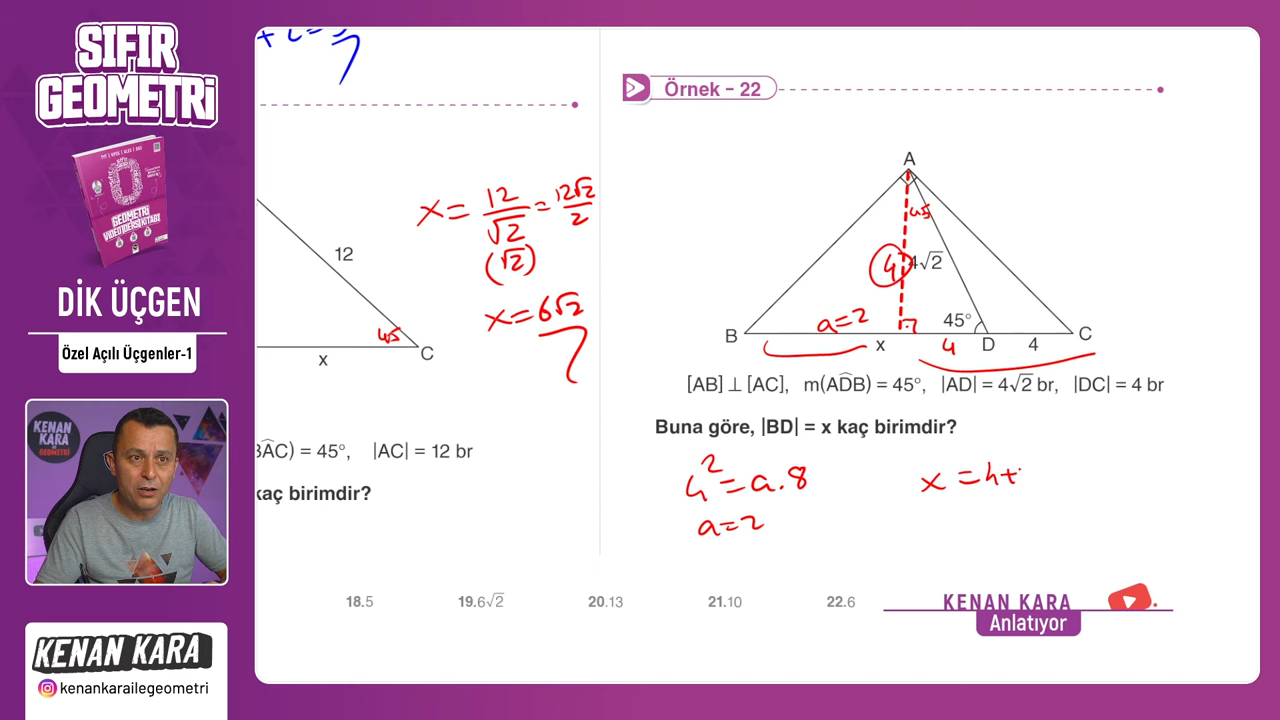 SIFIR
GEOMETRİ
GEOMETRİ
VİDEO DERS KİTABI
DİK ÜÇGEN
Özel Açılı Üçgenler-1
KENAN
KARA
KENAN KARA
kenankarailegeometri
12
45
C
x
x = 12/√2 = 12√2/2
(√2)
x = 6√2
BAC) = 45°, |AC| = 12 br
kaç birimdir?
Örnek - 22
A
45
4
4√2
a=2
45°
B
x
4
D
4
C
[AB] ⊥ [AC], m(ADB) = 45°, |AD| = 4√2 br, |DC| = 4 br
Buna göre, |BD| = x kaç birimdir?
4² = a.8
a=2
x = 4+
18.5 19.6√2 20.13 21.10 22.6
KENAN KARA
Anlatıyor